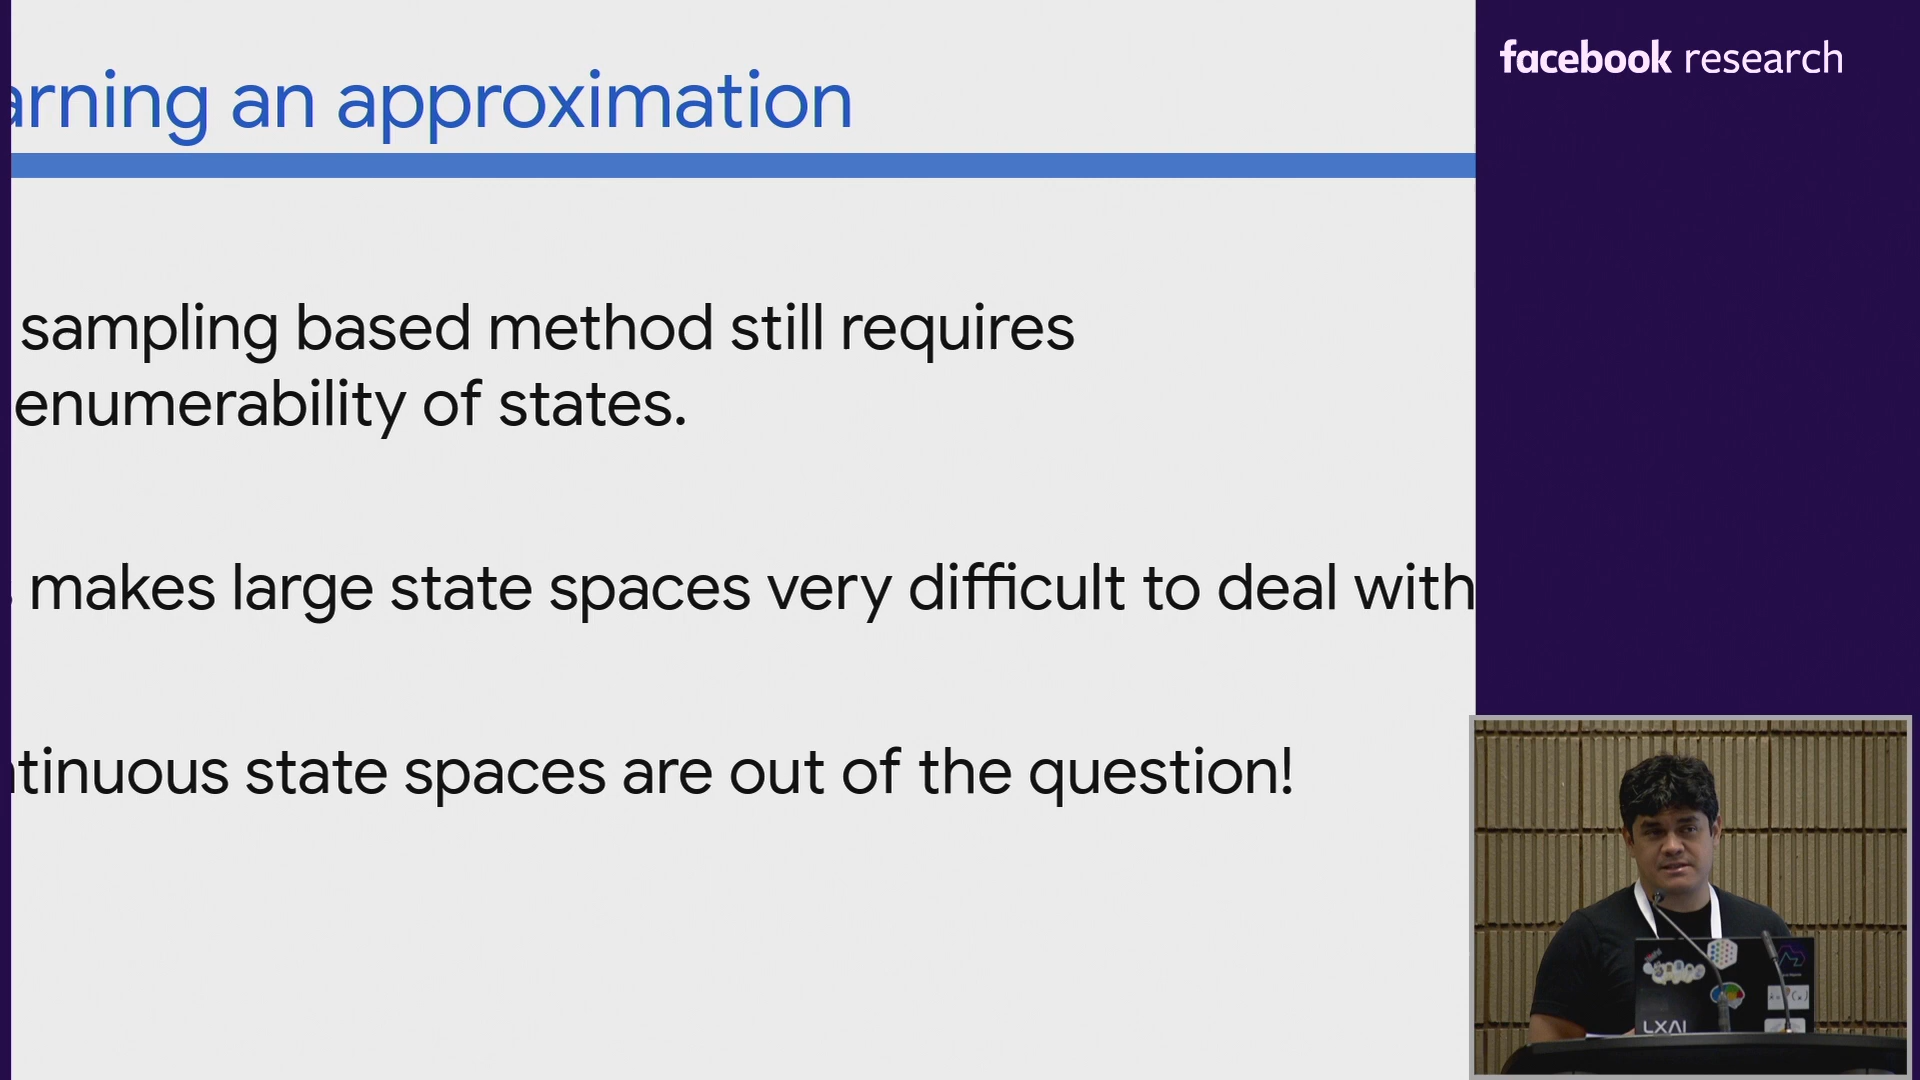 arning an approximation
facebook research
sampling based method still requires
enumerability of states.
makes large state spaces very difficult to deal with
ntinuous state spaces are out of the question!
LXAI